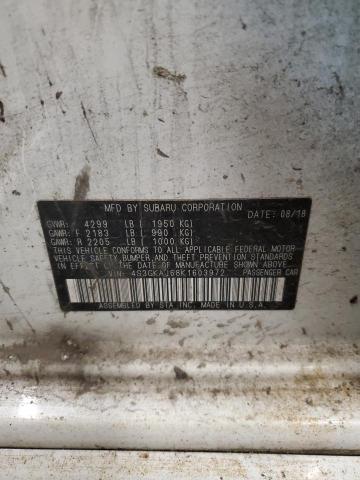 MFD BY SUBARU CORPORATION
DATE: 08/18
GVWR: 4299 LB (1950 KG)
GAWR: F 2183 LB (990 KG)
GAWR: R 2205 LB (1000 KG)
THIS VEHICLE CONFORMS TO ALL APPLICABLE FEDERAL MOTOR
VEHICLE SAFETY, BUMPER, AND THEFT PREVENTION STANDARDS
IN EFFECT ON THE DATE OF MANUFACTURE SHOWN ABOVE.
VIN: 4S3GKAJ68K1603972 PASSENGER CAR
ASSEMBLED BY SIA INC. IN U.S.A.